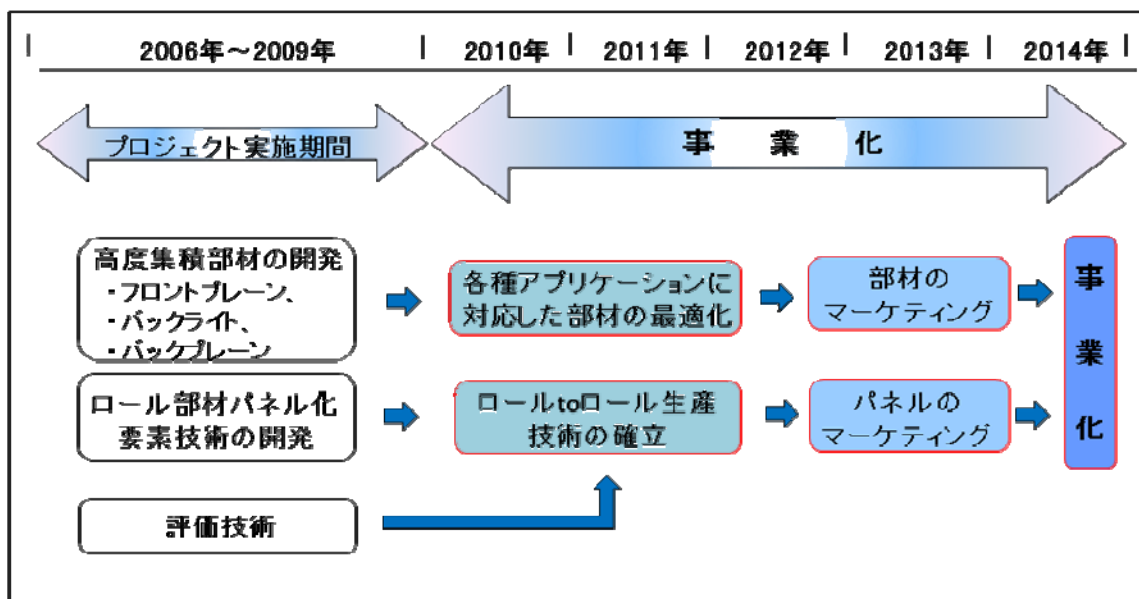 2006年～2009年 2010年 2011年 2012年 2013年 2014年
プロジェクト実施期間
事業化
高度集積部材の開発
・フロントプレーン、
・バックライト、
・バックプレーン
各種アプリケーションに
対応した部材の最適化
部材の
マーケティング
事業化
ロール部材パネル化
要素技術の開発
ロールtoロール生産
技術の確立
パネルの
マーケティング
評価技術